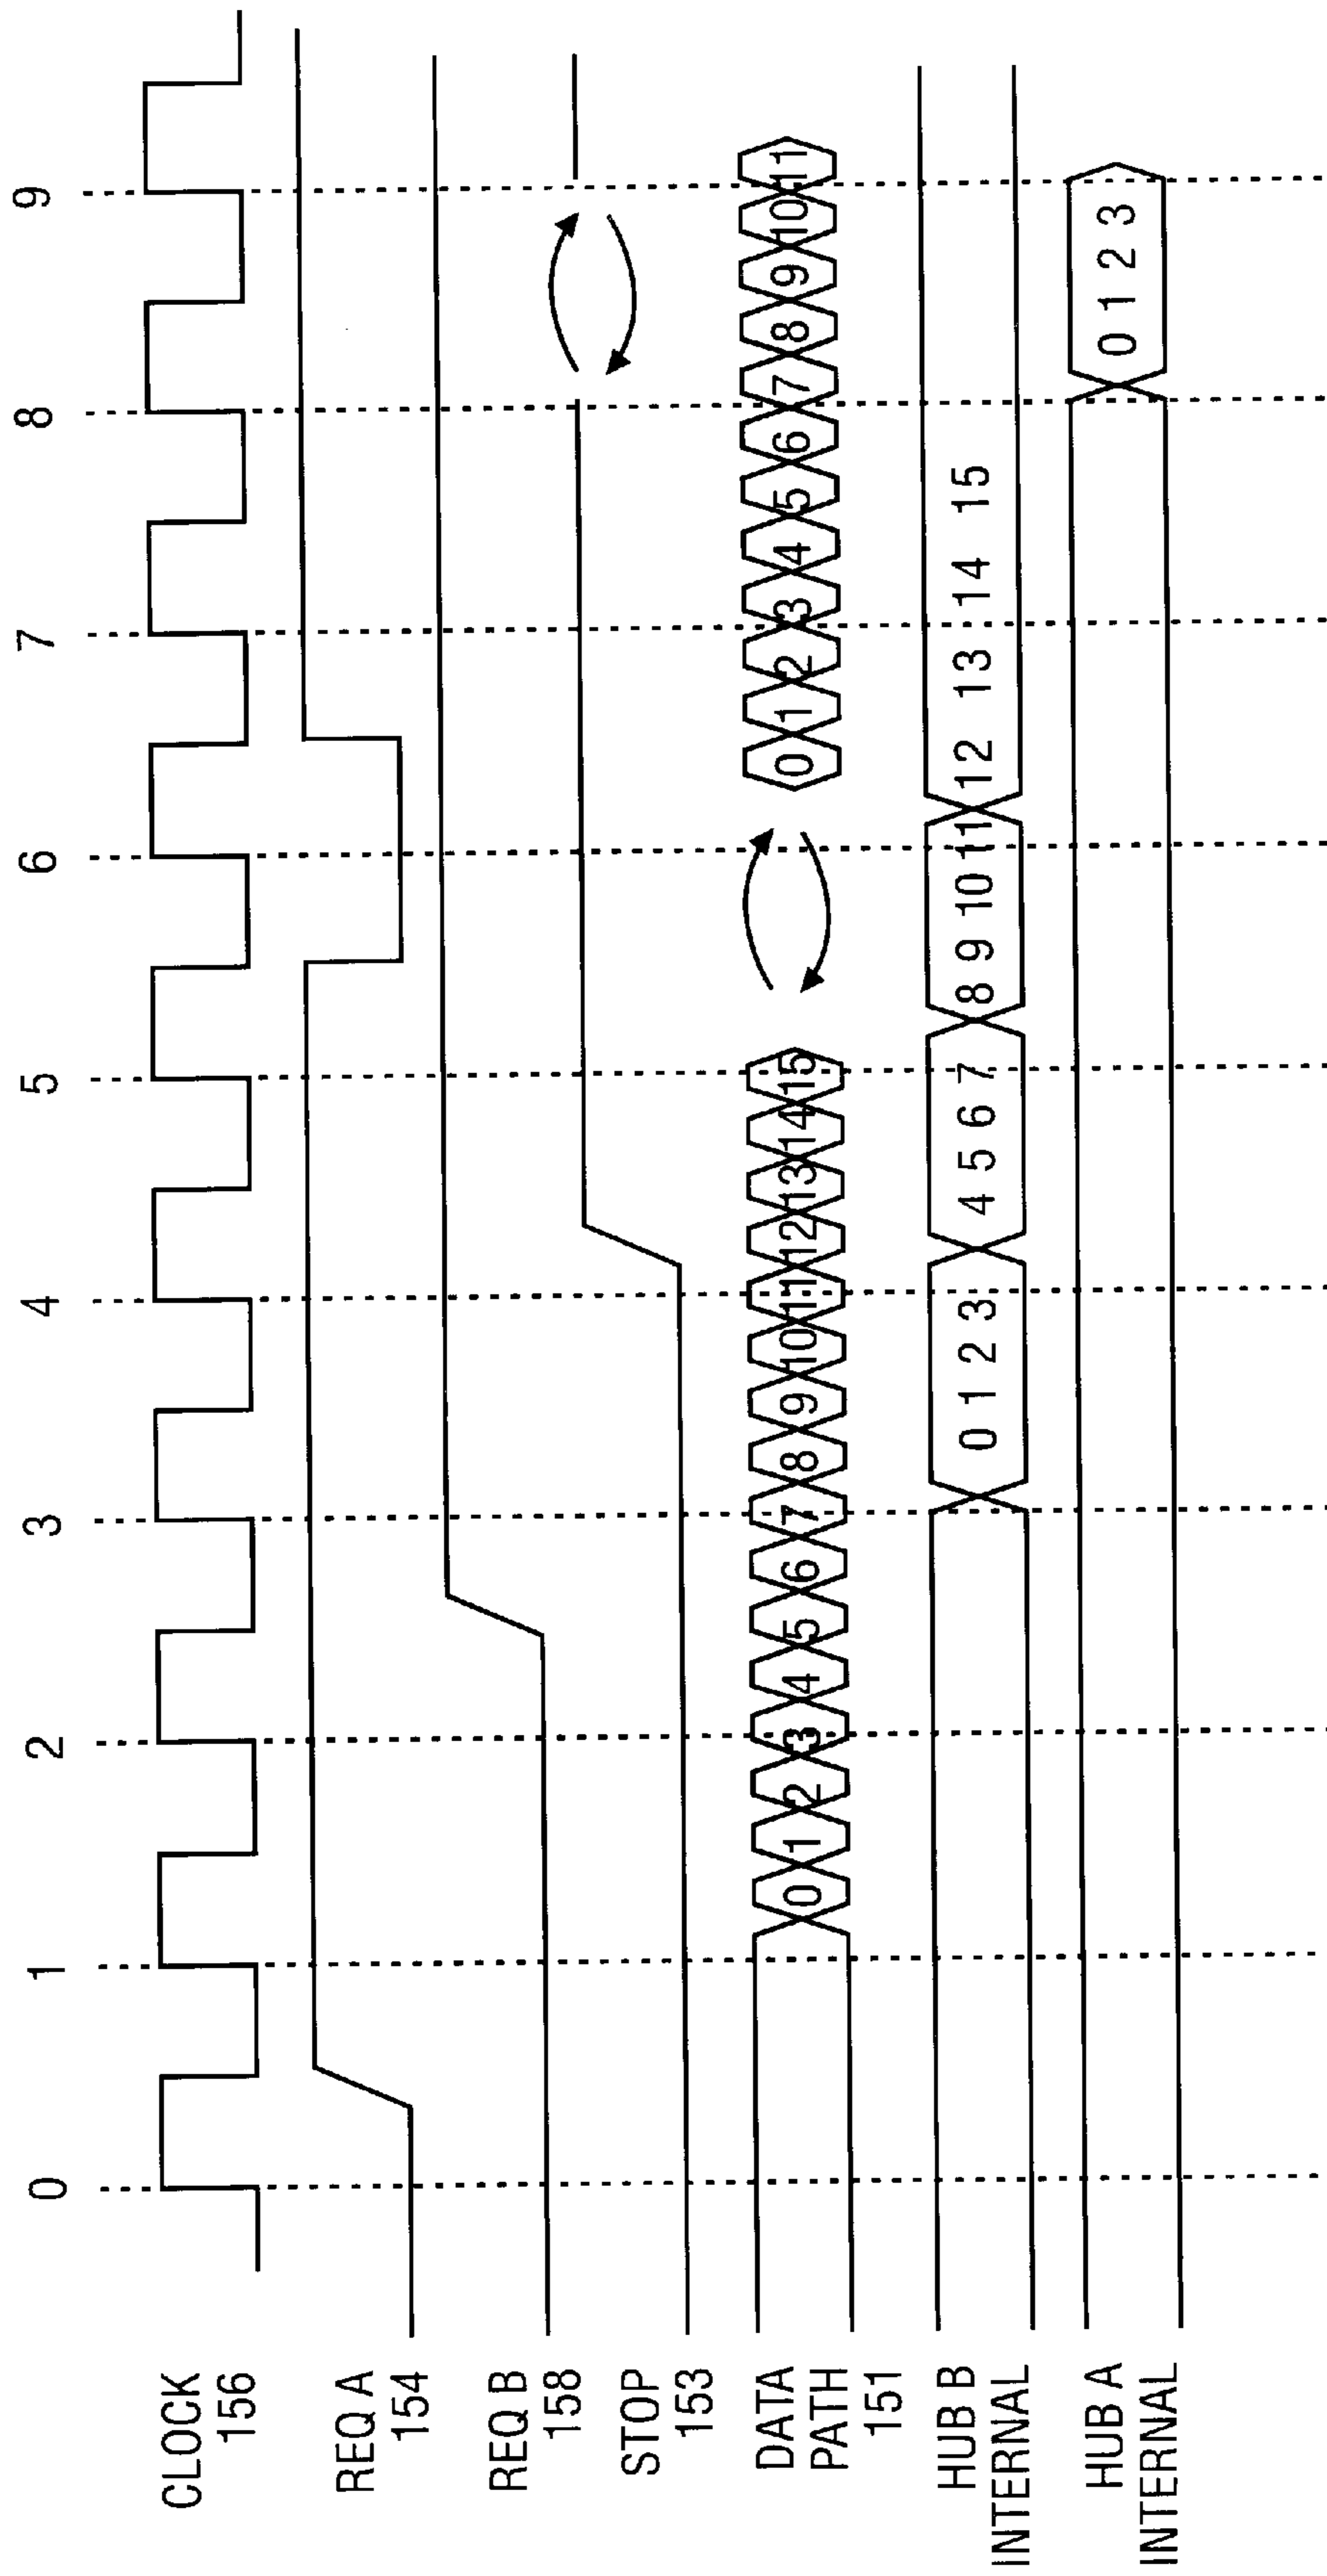 0 1 2 3 4 5 6 7 8 9
CLOCK
156
REQ A
154
REQ B
158
STOP
153
DATA
PATH
151
0 1 2 3 4 5 6 7 8 9 10 11 12 13 14 15 0 1 2 3 4 5 6 7 8 9 10 11
HUB B
INTERNAL
0 1 2 3 4 5 6 7 8 9 10 11 12 13 14 15
HUB A
INTERNAL
0 1 2 3